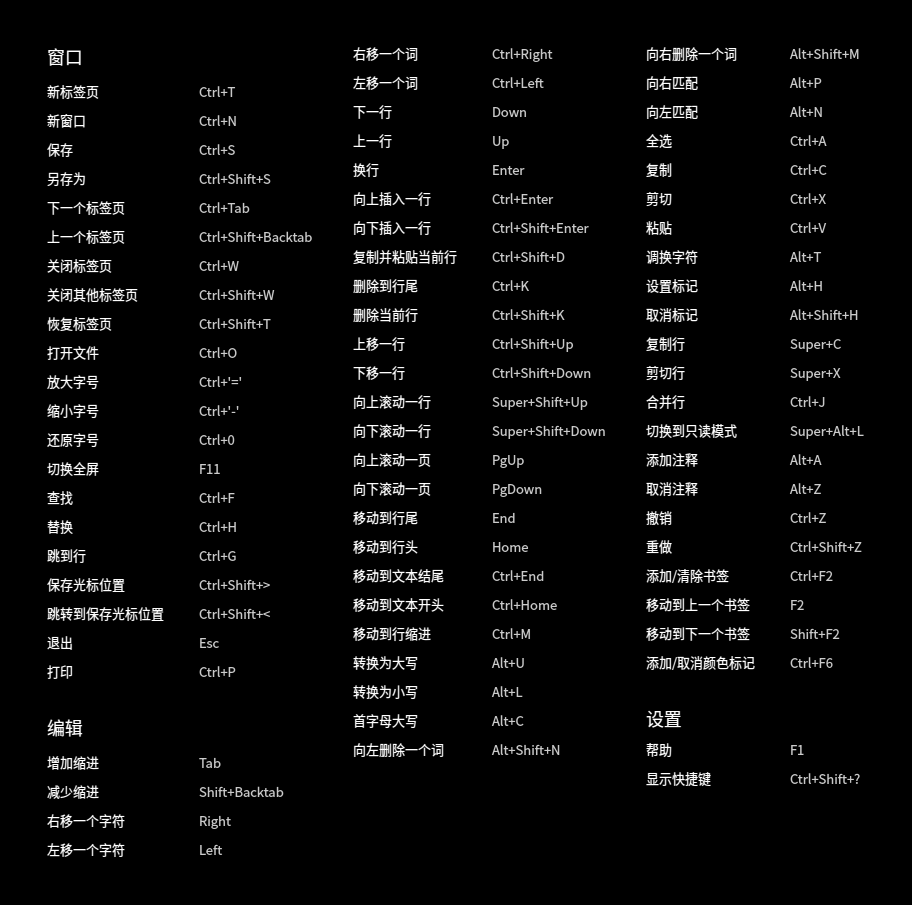 窗口
新标签页 Ctrl+T
新窗口 Ctrl+N
保存 Ctrl+S
另存为 Ctrl+Shift+S
下一个标签页 Ctrl+Tab
上一个标签页 Ctrl+Shift+Backtab
关闭标签页 Ctrl+W
关闭其他标签页 Ctrl+Shift+W
恢复标签页 Ctrl+Shift+T
打开文件 Ctrl+O
放大字号 Ctrl+'='
缩小字号 Ctrl+'-'
还原字号 Ctrl+0
切换全屏 F11
查找 Ctrl+F
替换 Ctrl+H
跳到行 Ctrl+G
保存光标位置 Ctrl+Shift+>
跳转到保存光标位置 Ctrl+Shift+<
退出 Esc
打印 Ctrl+P
编辑
增加缩进 Tab
减少缩进 Shift+Backtab
右移一个字符 Right
左移一个字符 Left
右移一个词 Ctrl+Right
左移一个词 Ctrl+Left
下一行 Down
上一行 Up
换行 Enter
向上插入一行 Ctrl+Enter
向下插入一行 Ctrl+Shift+Enter
复制并粘贴当前行 Ctrl+Shift+D
删除到行尾 Ctrl+K
删除当前行 Ctrl+Shift+K
上移一行 Ctrl+Shift+Up
下移一行 Ctrl+Shift+Down
向上滚动一行 Super+Shift+Up
向下滚动一行 Super+Shift+Down
向上滚动一页 PgUp
向下滚动一页 PgDown
移动到行尾 End
移动到行头 Home
移动到文本结尾 Ctrl+End
移动到文本开头 Ctrl+Home
移动到行缩进 Ctrl+M
转换为大写 Alt+U
转换为小写 Alt+L
首字母大写 Alt+C
向左删除一个词 Alt+Shift+N
向右删除一个词 Alt+Shift+M
向右匹配 Alt+P
向左匹配 Alt+N
全选 Ctrl+A
复制 Ctrl+C
剪切 Ctrl+X
粘贴 Ctrl+V
调换字符 Alt+T
设置标记 Alt+H
取消标记 Alt+Shift+H
复制行 Super+C
剪切行 Super+X
合并行 Ctrl+J
切换到只读模式 Super+Alt+L
添加注释 Alt+A
取消注释 Alt+Z
撤销 Ctrl+Z
重做 Ctrl+Shift+Z
添加/清除书签 Ctrl+F2
移动到上一个书签 F2
移动到下一个书签 Shift+F2
添加/取消颜色标记 Ctrl+F6
设置
帮助 F1
显示快捷键 Ctrl+Shift+?